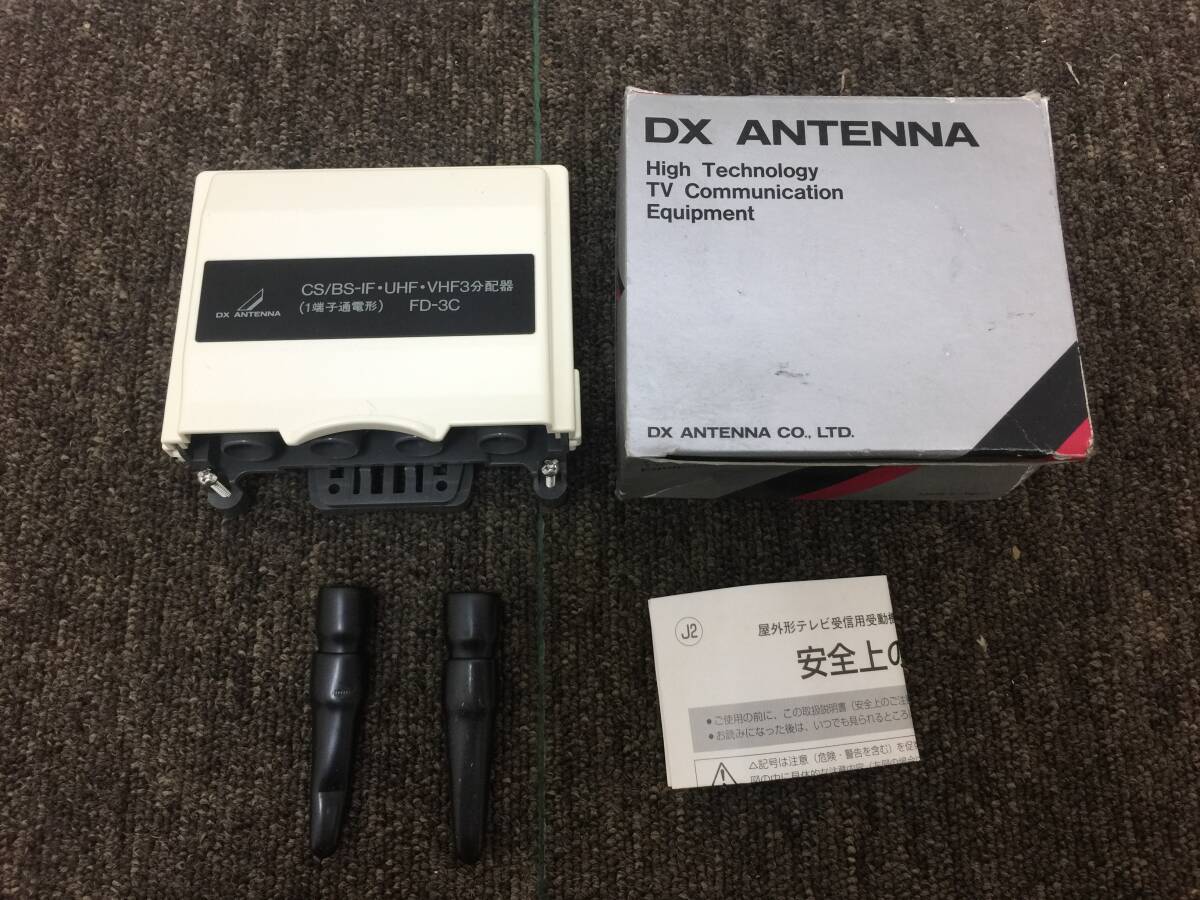 CS/BS-IF・UHF・VHF3分配器
(1端子通電形) FD-3C
DX ANTENNA
DX ANTENNA
High Technology
TV Communication
Equipment
DX ANTENNA CO., LTD.
J2
屋外形テレビ受信用受動機
安全上の
●ご使用の前に、この取扱説明書(安全上のご注
●お読みになった後は、いつでも見られるところ
△記号は注意(危険・警告を含む)を促